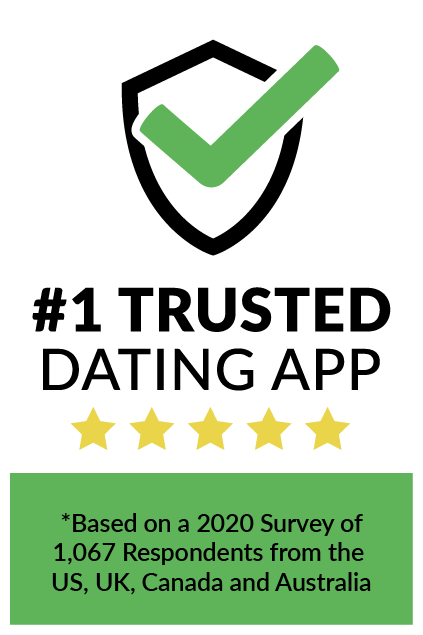 #1 TRUSTED
DATING APP
*Based on a 2020 Survey of
1,067 Respondents from the
US, UK, Canada and Australia